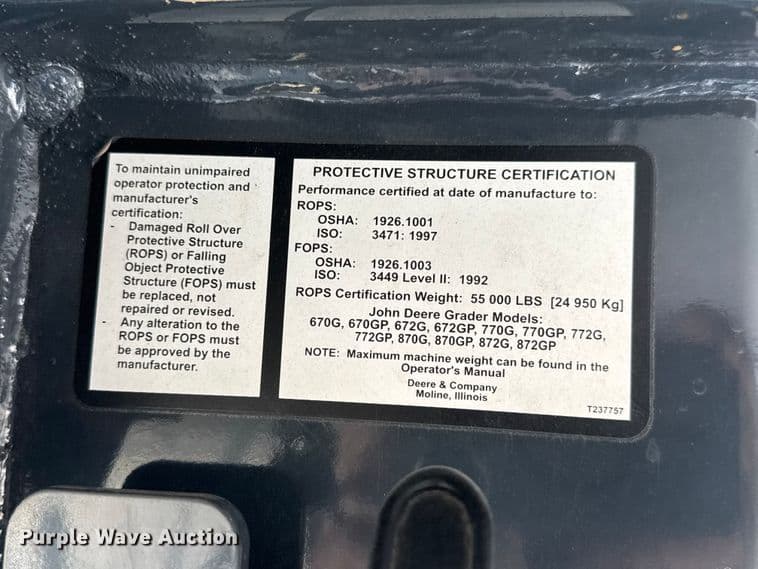 To maintain unimpaired
operator protection and
manufacturer's
certification:
- Damaged Roll Over
Protective Structure
(ROPS) or Falling
Object Protective
Structure (FOPS) must
be replaced, not
repaired or revised.
- Any alteration to the
ROPS or FOPS must
be approved by the
manufacturer.
PROTECTIVE STRUCTURE CERTIFICATION
Performance certified at date of manufacture to:
ROPS:
OSHA: 1926.1001
ISO: 3471: 1997
FOPS:
OSHA: 1926.1003
ISO: 3449 Level II: 1992
ROPS Certification Weight: 55 000 LBS [24 950 Kg]
John Deere Grader Models:
670G, 670GP, 672G, 672GP, 770G, 770GP, 772G,
772GP, 870G, 870GP, 872G, 872GP
NOTE: Maximum machine weight can be found in the
Operator's Manual
Deere & Company
Moline, Illinois
T237757
Purple Wave Auction